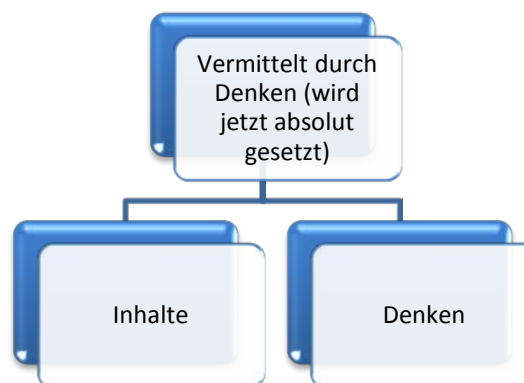 Vermittelt durch
Denken (wird
jetzt absolut
gesetzt)
Inhalte
Denken